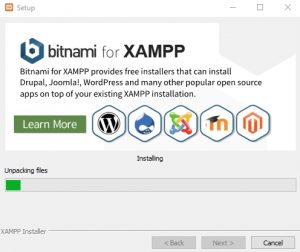 Setup
bitnami for XAMPP
Bitnami for XAMPP provides free installers that can install
Drupal, Joomla!, WordPress and many other popular open source
apps on top of your existing XAMPP installation.
Learn More
Installing
Unpacking files
XAMPP Installer
< Back
Next >
Cancel